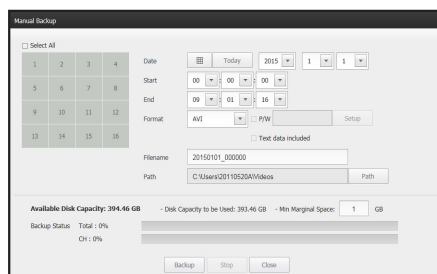 Manual Backup
Select All
1 2 3 4
5 6 7 8
9 10 11 12
13 14 15 16
Date Today 2015 1 1
Start 00 : 00 : 00
End 09 : 01 : 16
Format AVI P/W Setup
Text data included
Filename 20150101_000000
Path C:\Users\20110520A\Videos Path
Available Disk Capacity: 394.46 GB - Disk Capacity to be Used: 393.46 GB - Min Marginal Space: 1 GB
Backup Status Total : 0%
CH : 0%
Backup Stop Close